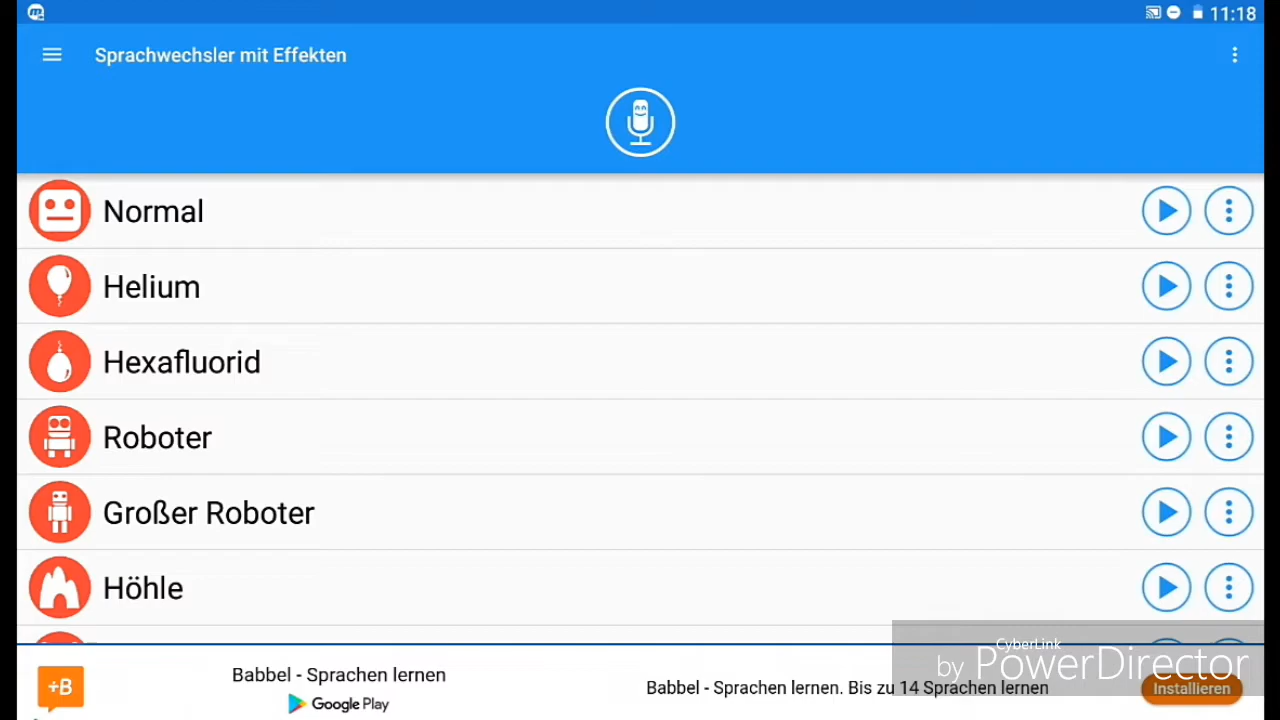 11:18
Sprachwechsler mit Effekten
Normal
Helium
Hexafluorid
Roboter
Großer Roboter
Höhle
CyberLink
by PowerDirector
+B
Babbel - Sprachen lernen
Google Play
Babbel - Sprachen lernen. Bis zu 14 Sprachen lernen
Installieren